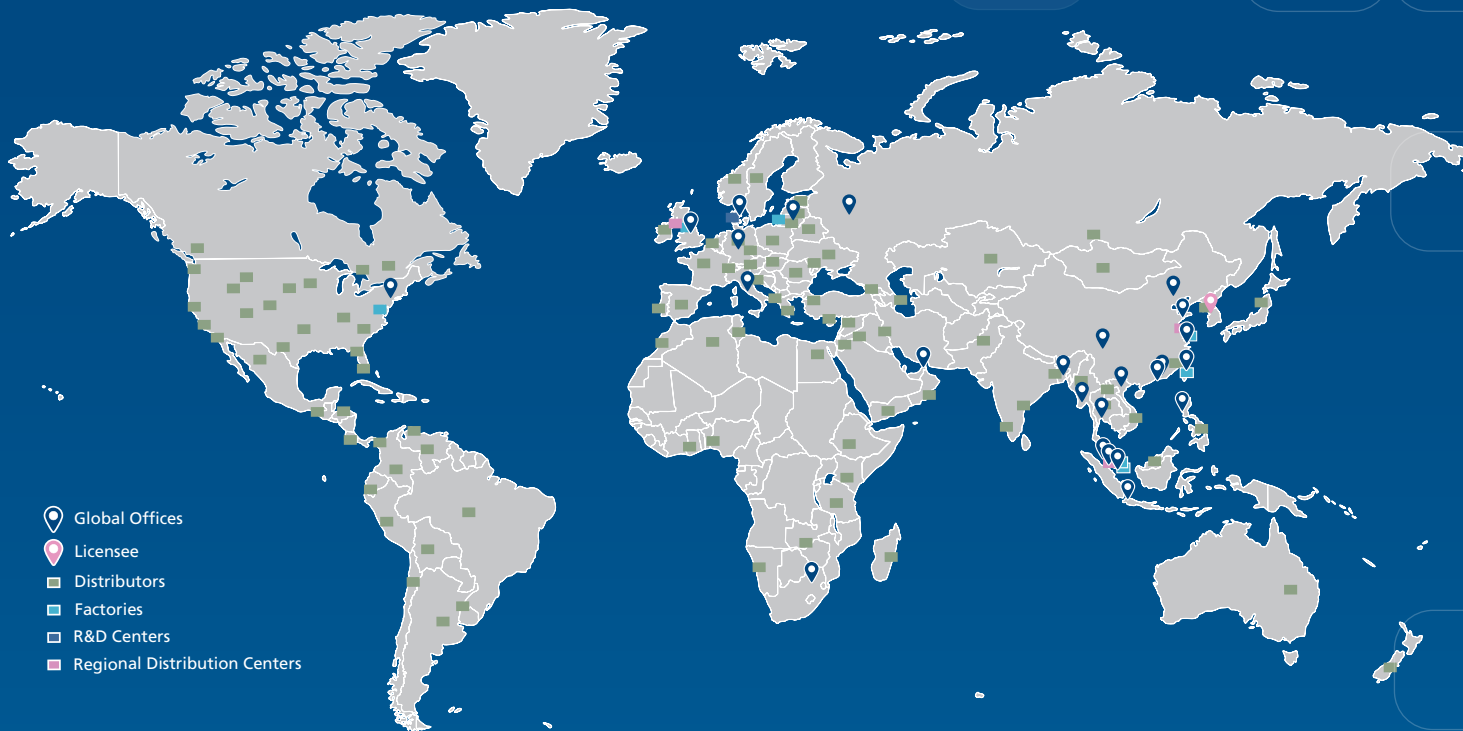 Global Offices
Licensee
Distributors
Factories
R&D Centers
Regional Distribution Centers